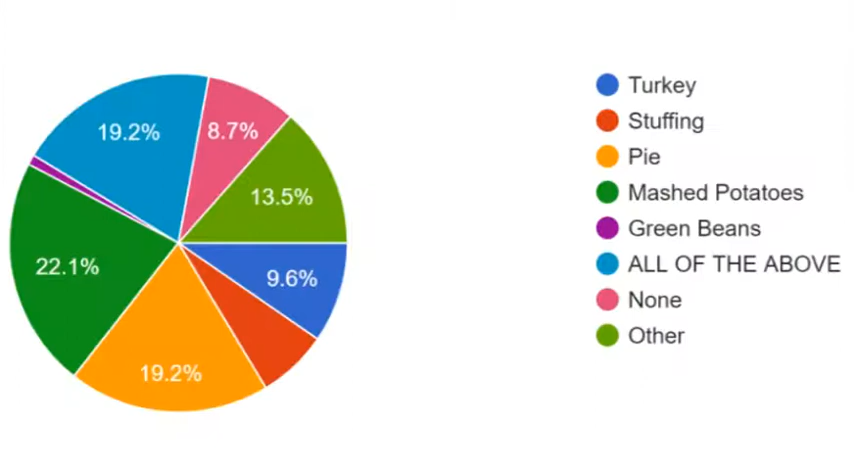 19.2%
8.7%
13.5%
22.1%
9.6%
19.2%
Turkey
Stuffing
Pie
Mashed Potatoes
Green Beans
ALL OF THE ABOVE
None
Other